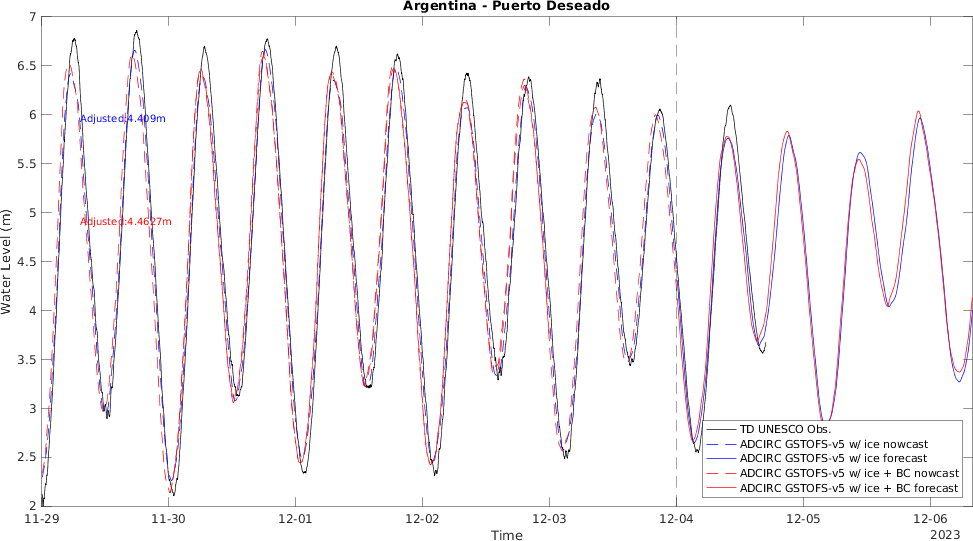 Argentina - Puerto Deseado
7
6.5
6
5.5
5
4.5
4
3.5
3
2.5
2
Water Level (m)
Adjusted:4.409m
Adjusted:4.4627m
TD UNESCO Obs.
ADCIRC GSTOFS-v5 w/ ice nowcast
ADCIRC GSTOFS-v5 w/ ice forecast
ADCIRC GSTOFS-v5 w/ ice + BC nowcast
ADCIRC GSTOFS-v5 w/ ice + BC forecast
11-29 11-30 12-01 12-02 12-03 12-04 12-05 12-06
Time 2023